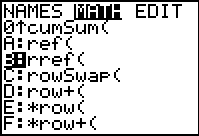 NAMES MATH EDIT
0↑cumSum(
A:ref(
B:rref(
C:rowSwap(
D:row+(
E:*row(
F:*row+(